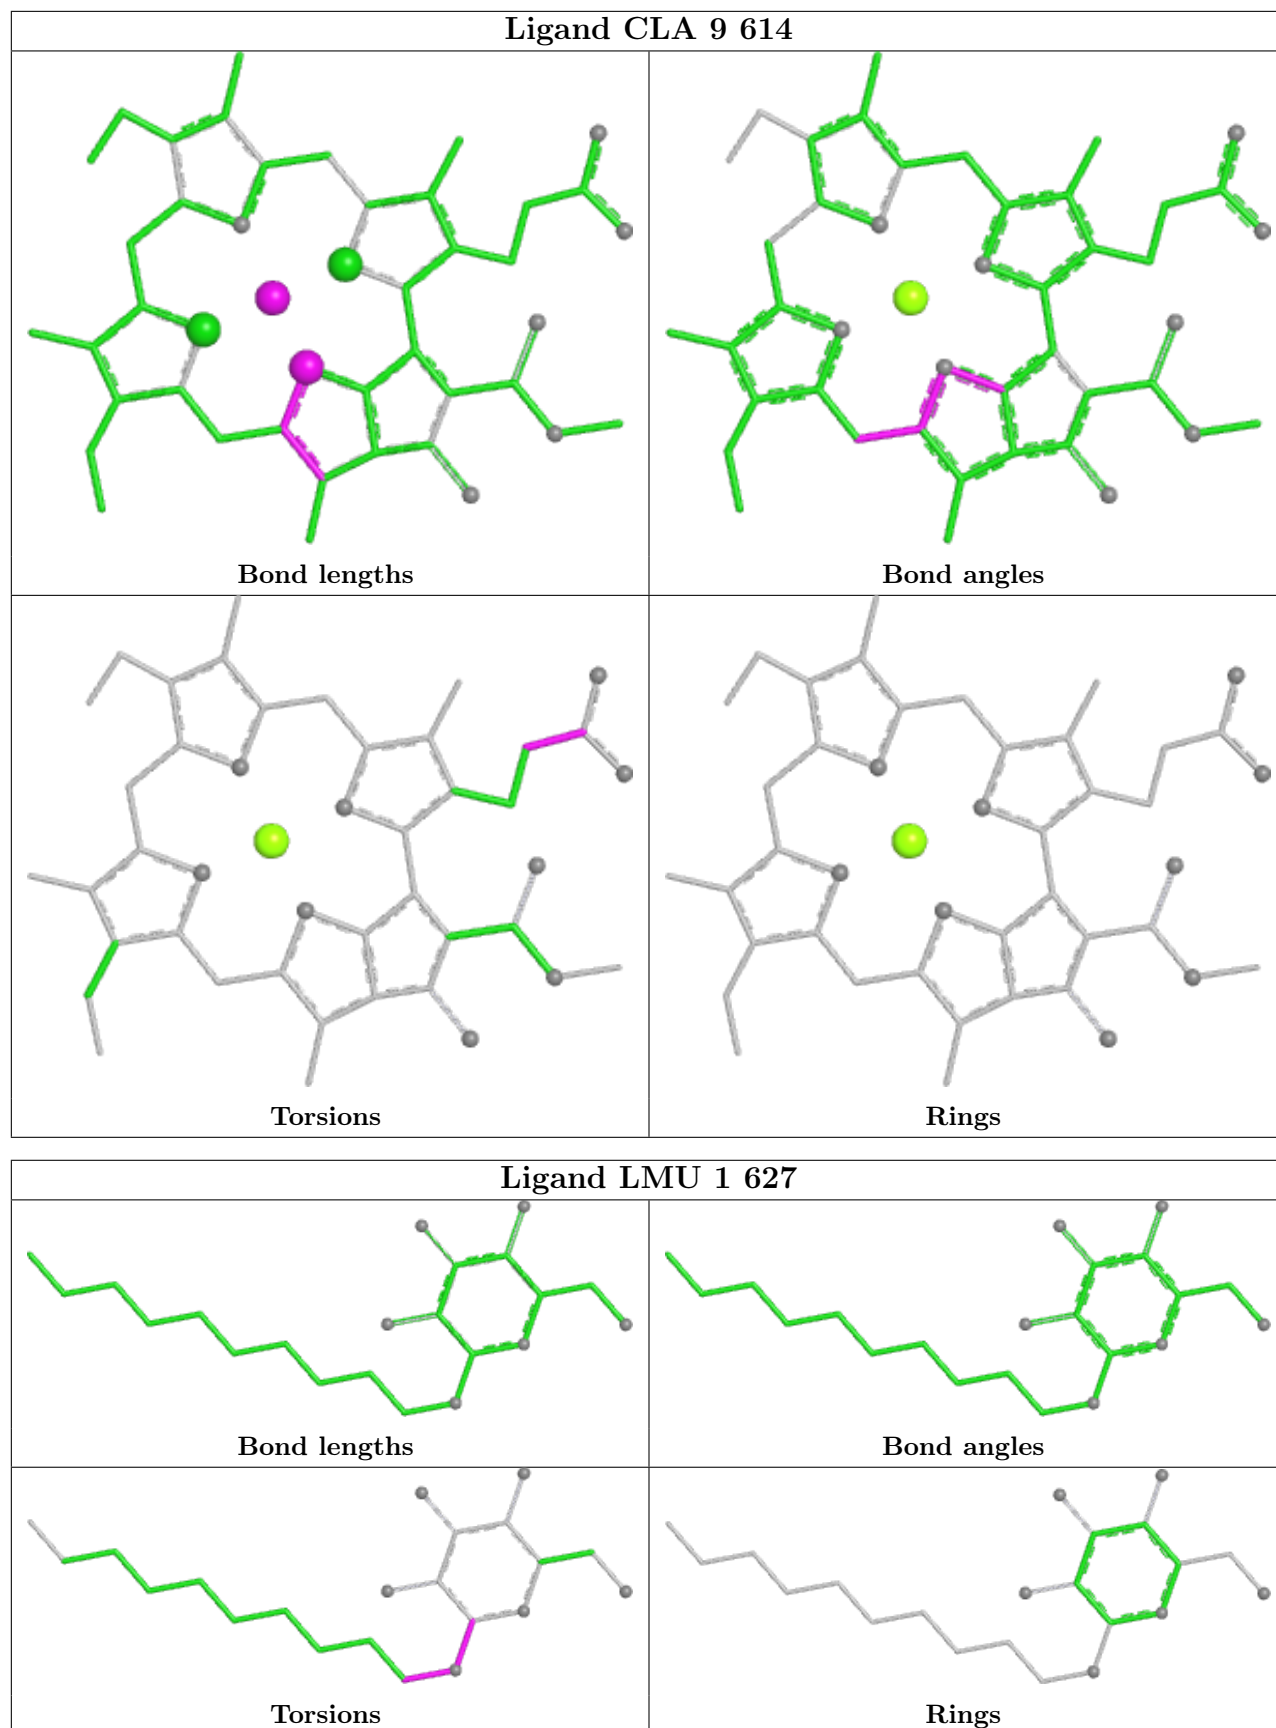 Ligand CLA 9 614
Bond lengths
Bond angles
Torsions
Rings
Ligand LMU 1 627
Bond lengths
Bond angles
Torsions
Rings